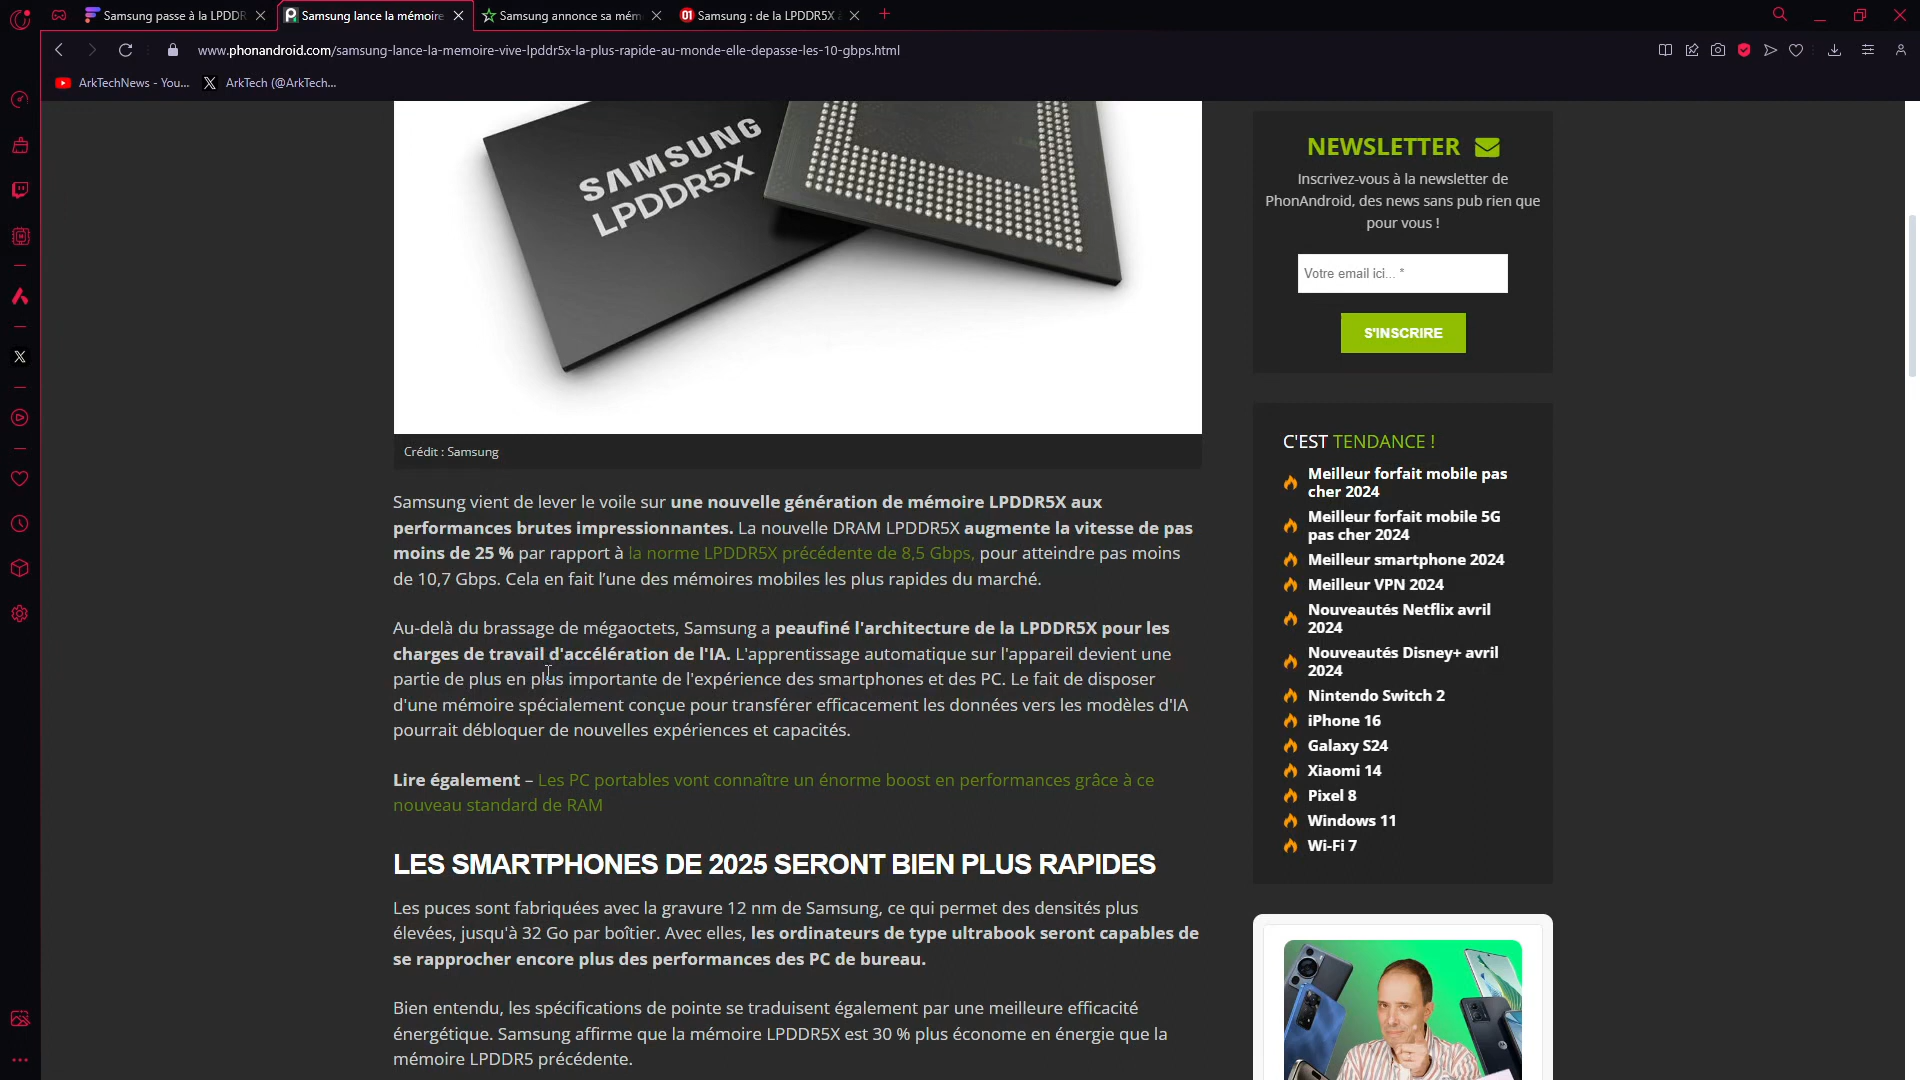 Samsung passe à la LPDDR
Samsung lance la mémoire
Samsung annonce sa mém
01 Samsung : de la LPDDR5X
www.phonandroid.com/samsung-lance-la-memoire-vive-lpddr5x-la-plus-rapide-au-monde-elle-depasse-les-10-gbps.html
ArkTechNews - You...
ArkTech (@ArkTech...
SAMSUNG
LPDDR5X
Crédit : Samsung
Samsung vient de lever le voile sur une nouvelle génération de mémoire LPDDR5X aux
performances brutes impressionnantes. La nouvelle DRAM LPDDR5X augmente la vitesse de pas
moins de 25 % par rapport à la norme LPDDR5X précédente de 8,5 Gbps, pour atteindre pas moins
de 10,7 Gbps. Cela en fait l’une des mémoires mobiles les plus rapides du marché.
Au-delà du brassage de mégaoctets, Samsung a peaufiné l'architecture de la LPDDR5X pour les
charges de travail d'accélération de l'IA. L'apprentissage automatique sur l'appareil devient une
partie de plus en plus importante de l'expérience des smartphones et des PC. Le fait de disposer
d'une mémoire spécialement conçue pour transférer efficacement les données vers les modèles d'IA
pourrait débloquer de nouvelles expériences et capacités.
Lire également – Les PC portables vont connaître un énorme boost en performances grâce à ce
nouveau standard de RAM
LES SMARTPHONES DE 2025 SERONT BIEN PLUS RAPIDES
Les puces sont fabriquées avec la gravure 12 nm de Samsung, ce qui permet des densités plus
élevées, jusqu'à 32 Go par boîtier. Avec elles, les ordinateurs de type ultrabook seront capables de
se rapprocher encore plus des performances des PC de bureau.
Bien entendu, les spécifications de pointe se traduisent également par une meilleure efficacité
énergétique. Samsung affirme que la mémoire LPDDR5X est 30 % plus économe en énergie que la
mémoire LPDDR5 précédente.
NEWSLETTER
Inscrivez-vous à la newsletter de
PhonAndroid, des news sans pub rien que
pour vous !
Votre email ici... *
S'INSCRIRE
C'EST TENDANCE !
Meilleur forfait mobile pas
cher 2024
Meilleur forfait mobile 5G
pas cher 2024
Meilleur smartphone 2024
Meilleur VPN 2024
Nouveautés Netflix avril
2024
Nouveautés Disney+ avril
2024
Nintendo Switch 2
iPhone 16
Galaxy S24
Xiaomi 14
Pixel 8
Windows 11
Wi-Fi 7